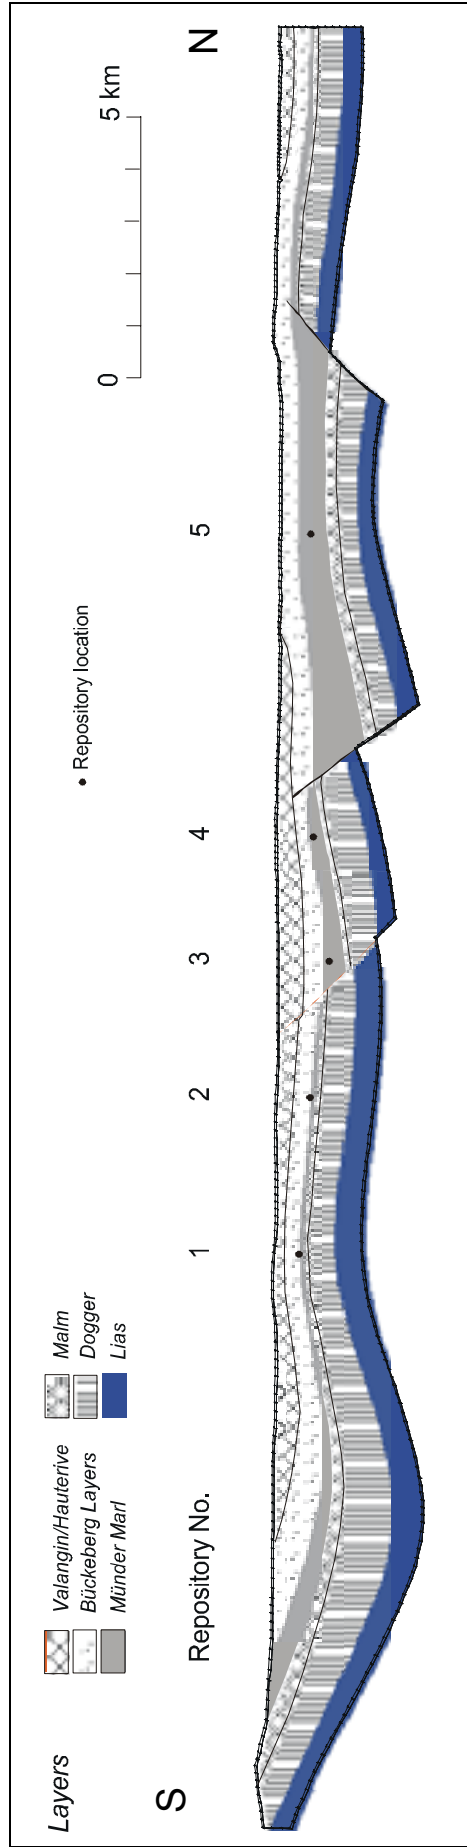 Layers
Valangin/Hauterive
Bückeberg Layers
Münder Marl
Malm
Dogger
Lias
Repository location
0 5 km
S
N
Repository No. 1 2 3 4 5